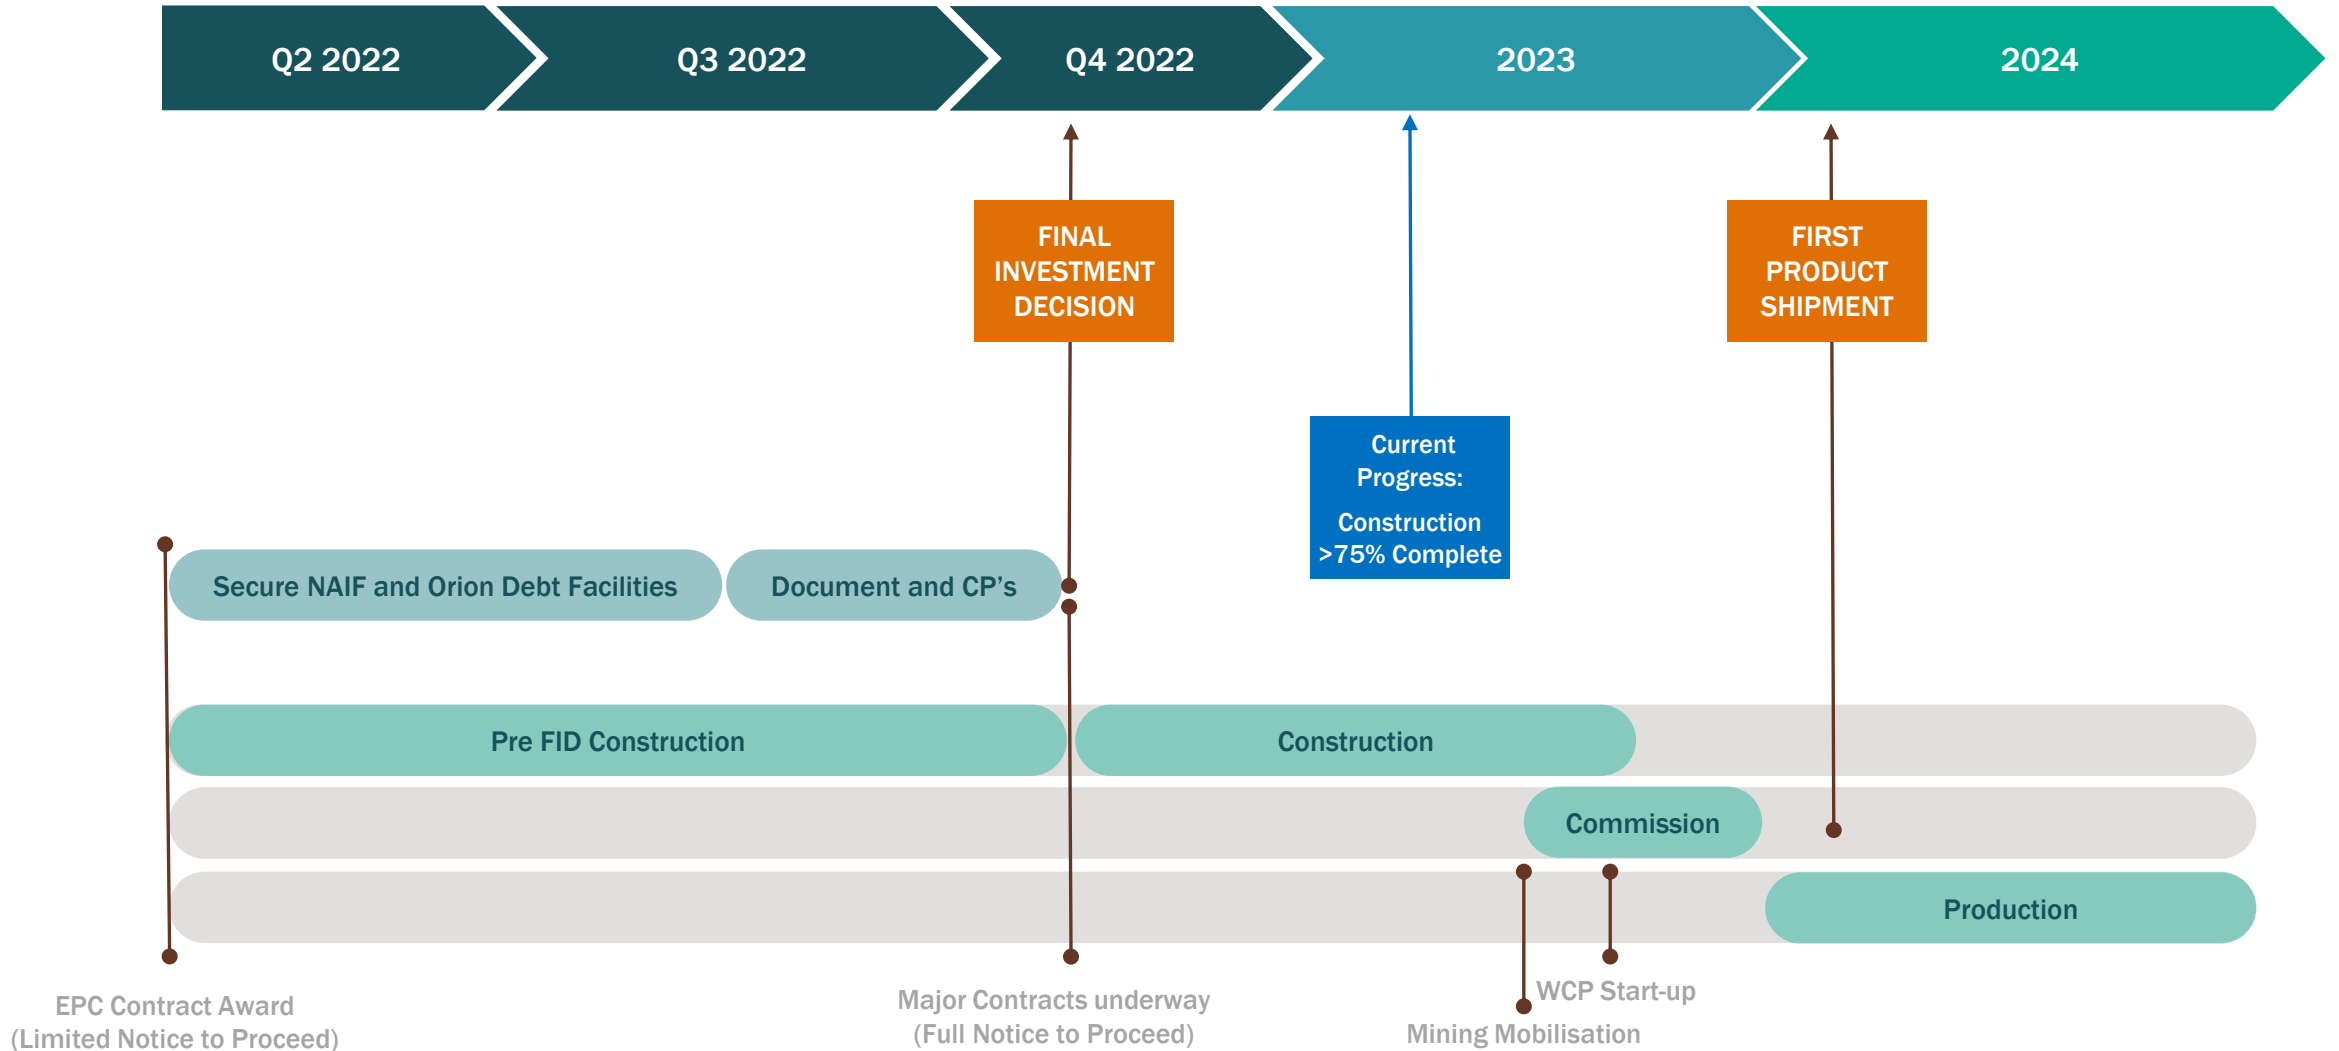 Q2 2022
Q3 2022
Q4 2022
2023
2024
FINAL
INVESTMENT
DECISION
FIRST
PRODUCT
SHIPMENT
Current
Progress:
Construction
>75% Complete
Secure NAIF and Orion Debt Facilities
Document and CP’s
Pre FID Construction
Construction
Commission
Production
EPC Contract Award
(Limited Notice to Proceed)
Major Contracts underway
(Full Notice to Proceed)
WCP Start-up
Mining Mobilisation